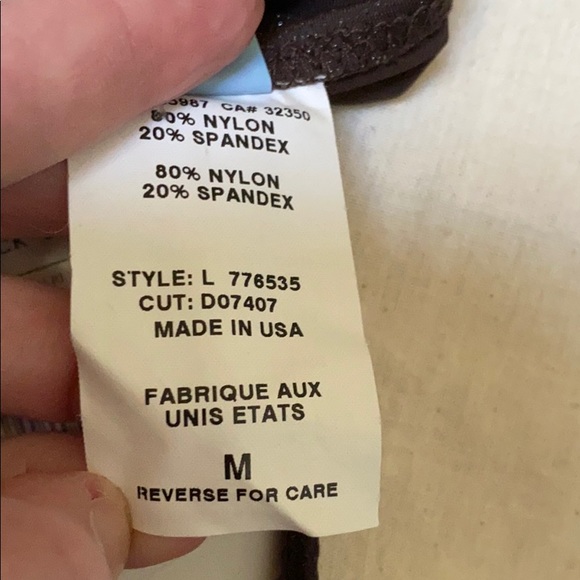 3987 CA# 32350
80% NYLON
20% SPANDEX
80% NYLON
20% SPANDEX
STYLE: L 776535
CUT: D07407
MADE IN USA
FABRIQUE AUX
UNIS ETATS
M
REVERSE FOR CARE